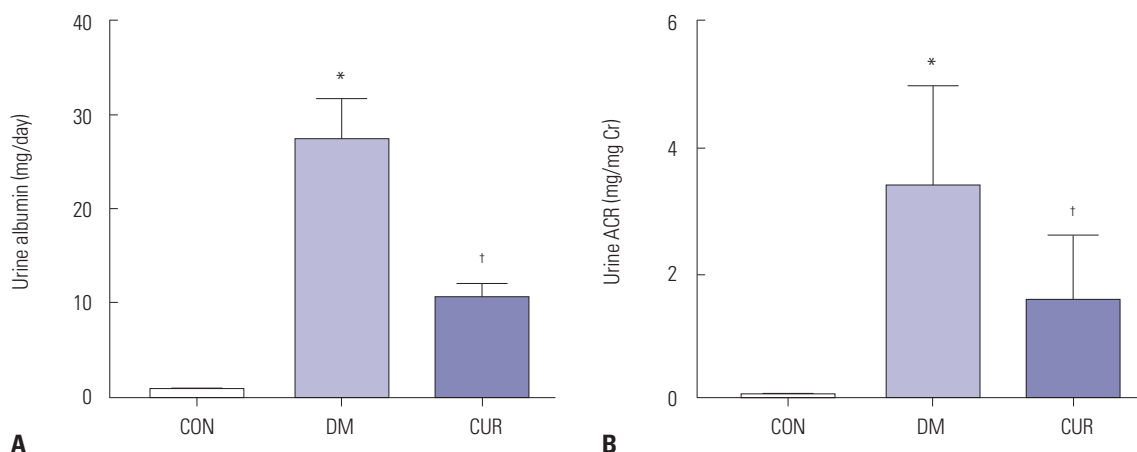 Urine albumin (mg/day)
40
30
20
10
0
*
†
CON DM CUR
A
Urine ACR (mg/mg Cr)
6
4
2
0
*
†
CON DM CUR
B